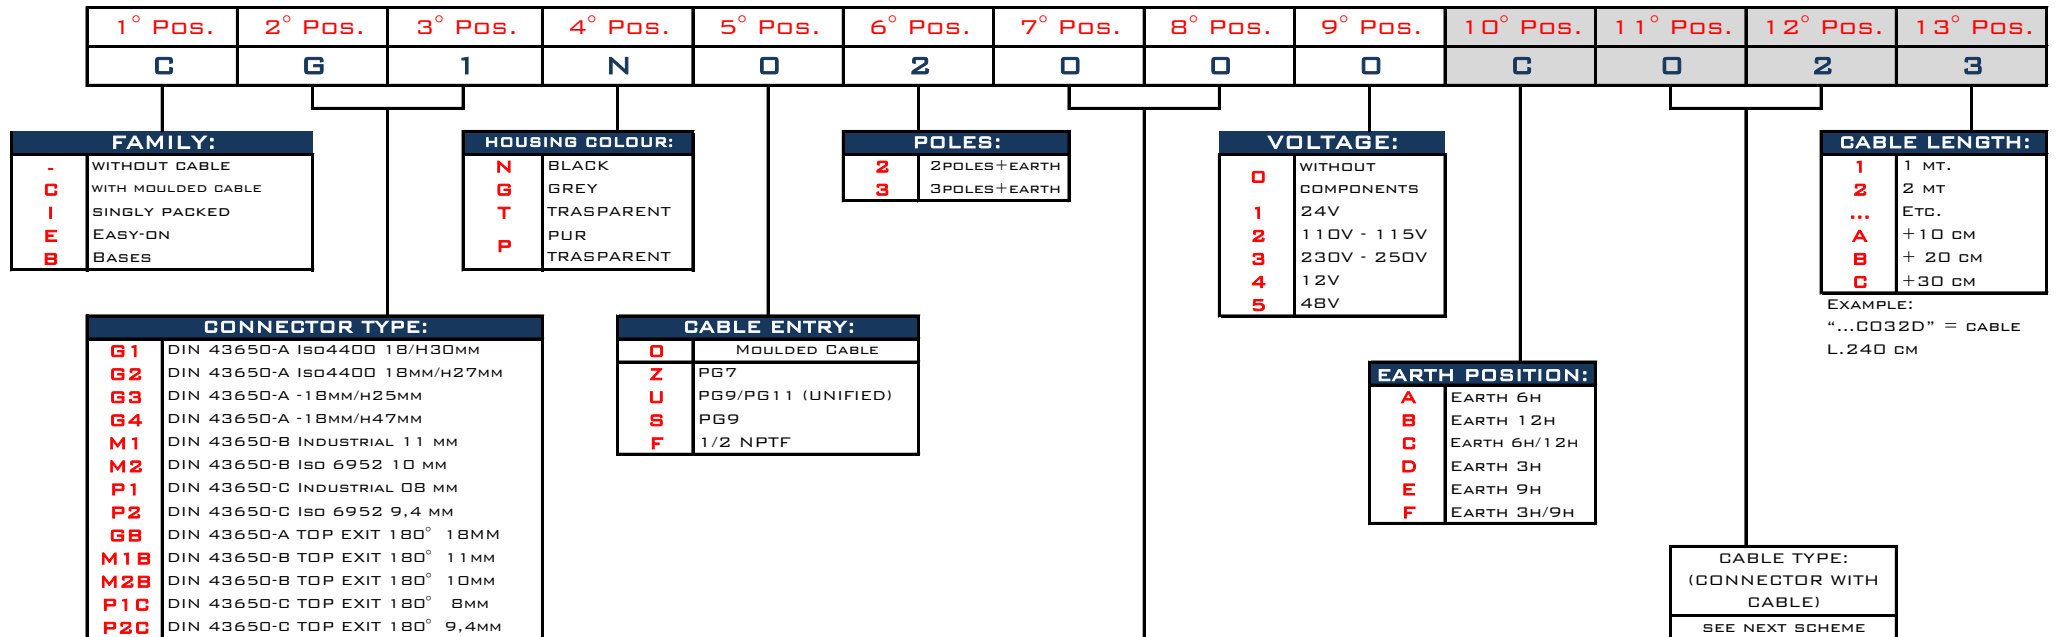 1° Pos. 2° Pos. 3° Pos. 4° Pos. 5° Pos. 6° Pos. 7° Pos. 8° Pos. 9° Pos. 10° Pos. 11° Pos. 12° Pos. 13° Pos.
C G 1 N 0 2 0 0 0 C 0 2 3
FAMILY:
- WITHOUT CABLE
C WITH MOULDED CABLE
I SINGLY PACKED
E EASY-ON
B BASES
HOUSING COLOUR:
N BLACK
G GREY
T TRASPARENT
P PUR
TRASPARENT
POLES:
2 2POLES+EARTH
3 3POLES+EARTH
VOLTAGE:
0 WITHOUT
COMPONENTS
1 24V
2 110V - 115V
3 230V - 250V
4 12V
5 48V
CABLE LENGTH:
1 1 MT.
2 2 MT
... ETC.
A +10 CM
B + 20 CM
C +30 CM
EXAMPLE:
“...C032D” = CABLE
L.240 CM
CONNECTOR TYPE:
G1 DIN 43650-A ISO4400 18/H30MM
G2 DIN 43650-A ISO4400 18MM/H27MM
G3 DIN 43650-A -18MM/H25MM
G4 DIN 43650-A -18MM/H47MM
M1 DIN 43650-B INDUSTRIAL 11 MM
M2 DIN 43650-B ISO 6952 10 MM
P1 DIN 43650-C INDUSTRIAL 08 MM
P2 DIN 43650-C ISO 6952 9,4 MM
GB DIN 43650-A TOP EXIT 180° 18MM
M1B DIN 43650-B TOP EXIT 180° 11MM
M2B DIN 43650-B TOP EXIT 180° 10MM
P1C DIN 43650-C TOP EXIT 180° 8MM
P2C DIN 43650-C TOP EXIT 180° 9,4MM
CABLE ENTRY:
0 MOULDED CABLE
Z PG7
U PG9/PG11 (UNIFIED)
S PG9
F 1/2 NPTF
EARTH POSITION:
A EARTH 6H
B EARTH 12H
C EARTH 6H/12H
D EARTH 3H
E EARTH 9H
F EARTH 3H/9H
CABLE TYPE:
(CONNECTOR WITH
CABLE)
SEE NEXT SCHEME